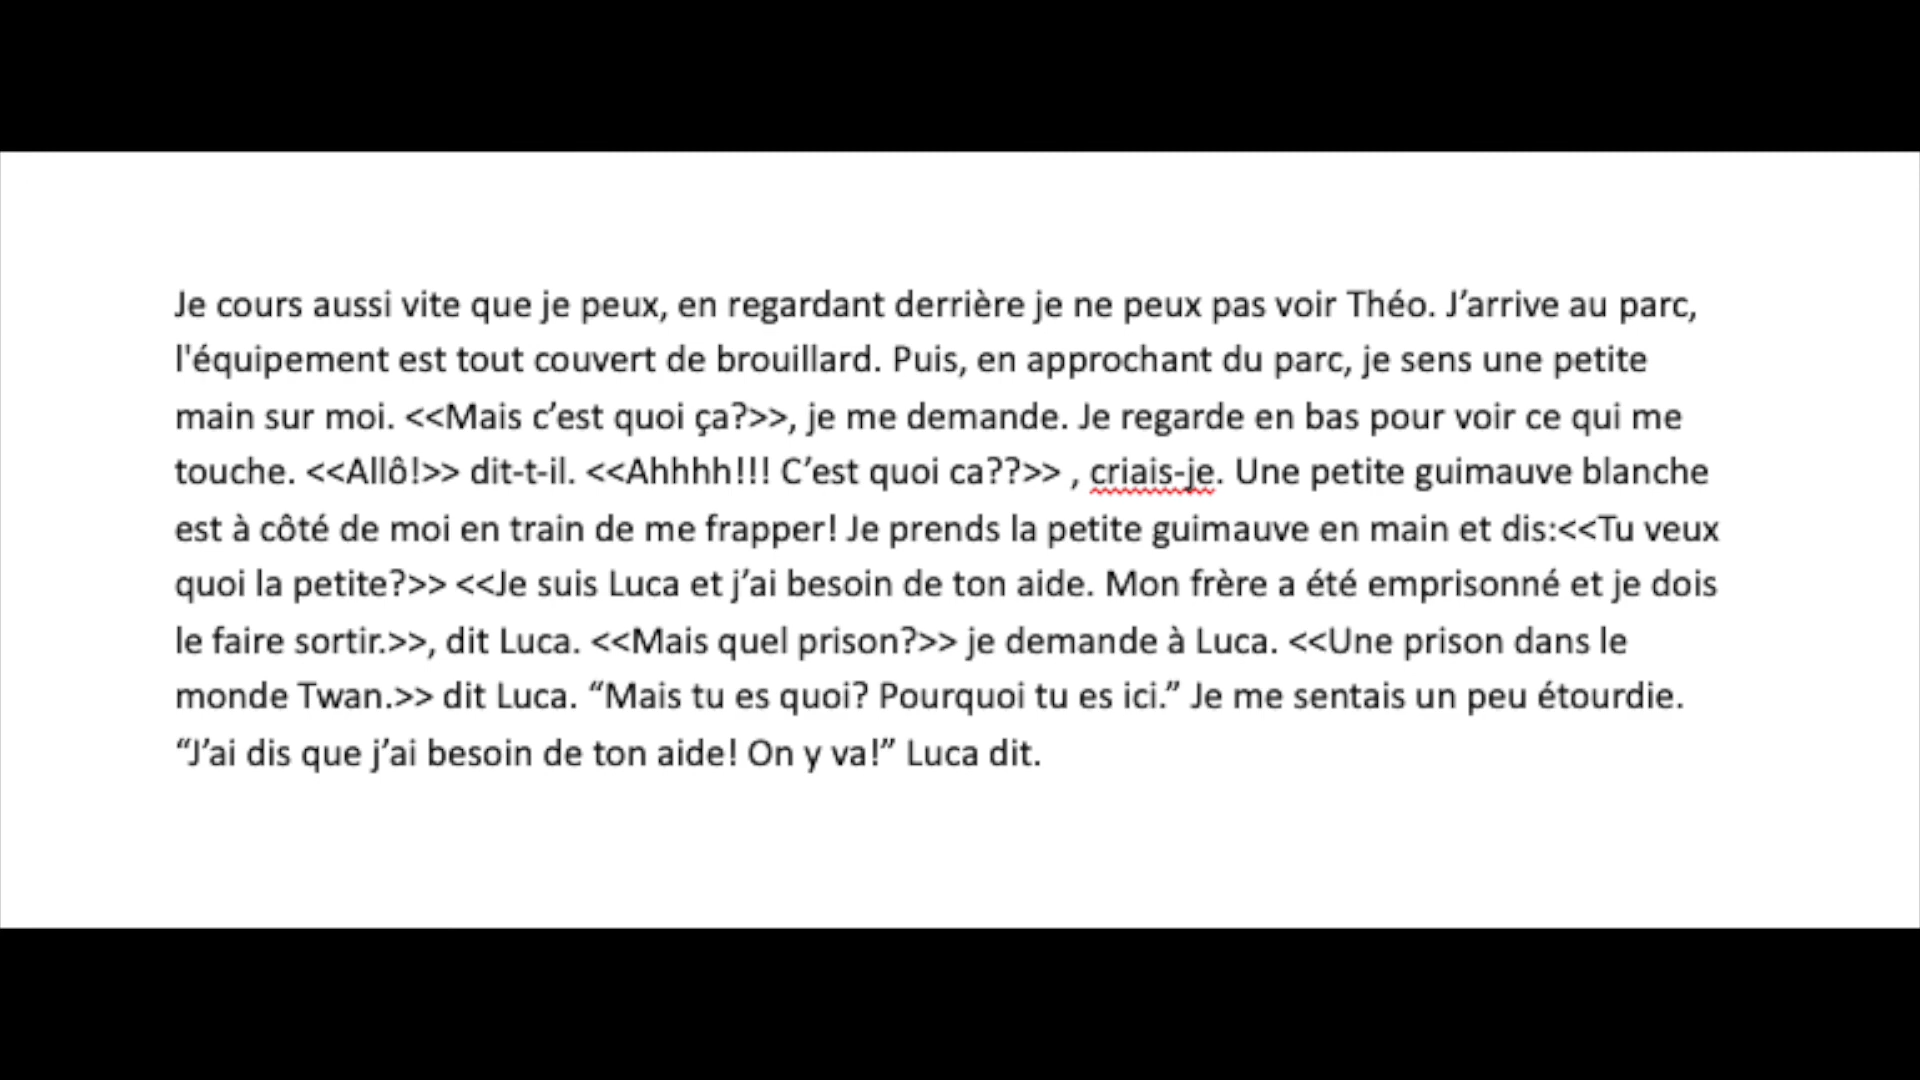 Je cours aussi vite que je peux, en regardant derrière je ne peux pas voir Théo. J’arrive au parc,
l'équipement est tout couvert de brouillard. Puis, en approchant du parc, je sens une petite
main sur moi. <<Mais c’est quoi ça?>>, je me demande. Je regarde en bas pour voir ce qui me
touche. <<Allô!>> dit-t-il. <<Ahhhh!!! C’est quoi ca??>> , criais-je. Une petite guimauve blanche
est à côté de moi en train de me frapper! Je prends la petite guimauve en main et dis:<<Tu veux
quoi la petite?>> <<Je suis Luca et j’ai besoin de ton aide. Mon frère a été emprisonné et je dois
le faire sortir.>>, dit Luca. <<Mais quel prison?>> je demande à Luca. <<Une prison dans le
monde Twan.>> dit Luca. “Mais tu es quoi? Pourquoi tu es ici.” Je me sentais un peu étourdie.
“J’ai dis que j’ai besoin de ton aide! On y va!” Luca dit.